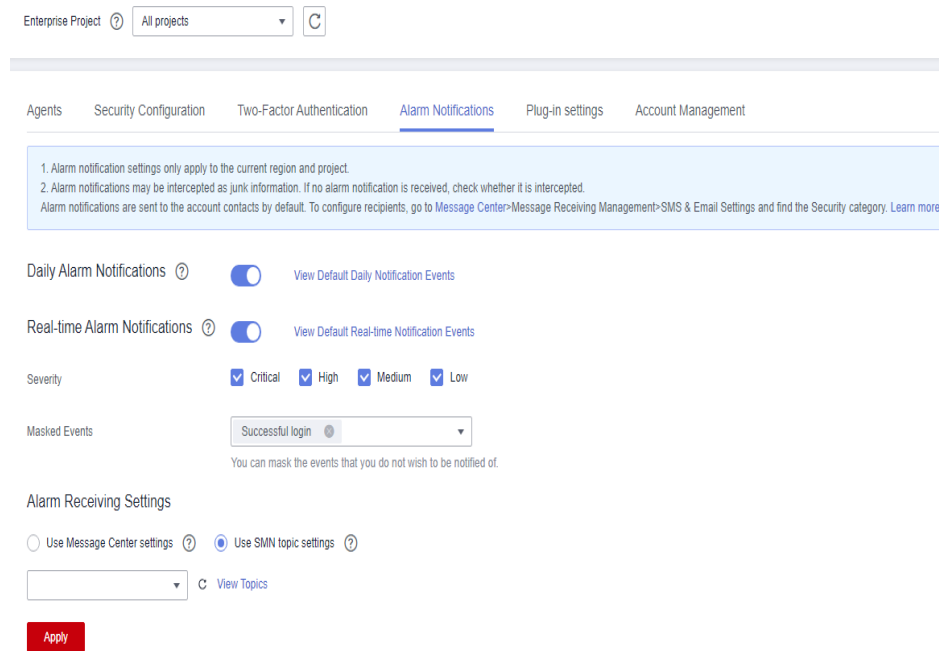 Enterprise Project ? All projects
Agents Security Configuration Two-Factor Authentication Alarm Notifications Plug-in settings Account Management
1. Alarm notification settings only apply to the current region and project.
2. Alarm notifications may be intercepted as junk information. If no alarm notification is received, check whether it is intercepted.
Alarm notifications are sent to the account contacts by default. To configure recipients, go to Message Center>Message Receiving Management>SMS & Email Settings and find the Security category. Learn more
Daily Alarm Notifications ? View Default Daily Notification Events
Real-time Alarm Notifications ? View Default Real-time Notification Events
Severity Critical High Medium Low
Masked Events Successful login
You can mask the events that you do not wish to be notified of.
Alarm Receiving Settings
Use Message Center settings ? Use SMN topic settings ?
View Topics
Apply